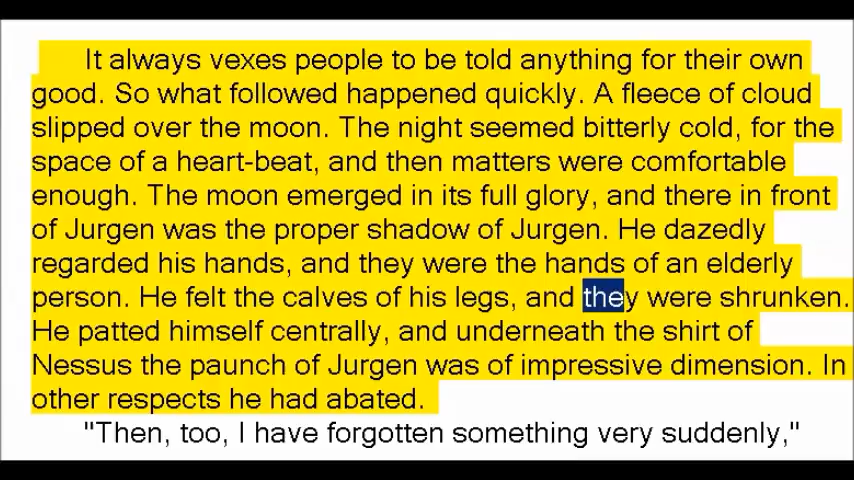 It always vexes people to be told anything for their own
good. So what followed happened quickly. A fleece of cloud
slipped over the moon. The night seemed bitterly cold, for the
space of a heart-beat, and then matters were comfortable
enough. The moon emerged in its full glory, and there in front
of Jurgen was the proper shadow of Jurgen. He dazedly
regarded his hands, and they were the hands of an elderly
person. He felt the calves of his legs, and they were shrunken.
He patted himself centrally, and underneath the shirt of
Nessus the paunch of Jurgen was of impressive dimension. In
other respects he had abated.
"Then, too, I have forgotten something very suddenly,"